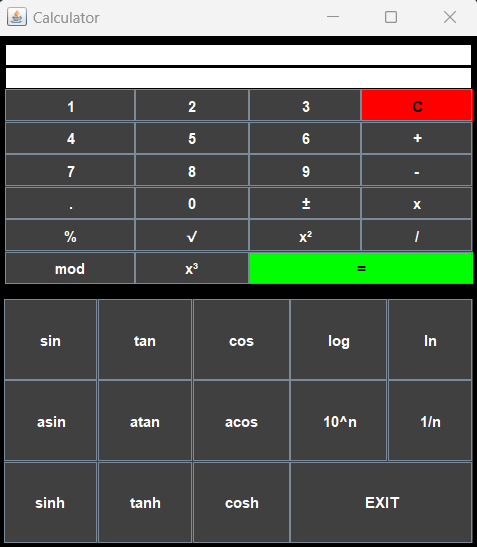 Calculator
1 2 3 C
4 5 6 +
7 8 9 -
. 0 ± x
% √ x² /
mod x³ =
sin tan cos log ln
asin atan acos 10^n 1/n
sinh tanh cosh EXIT